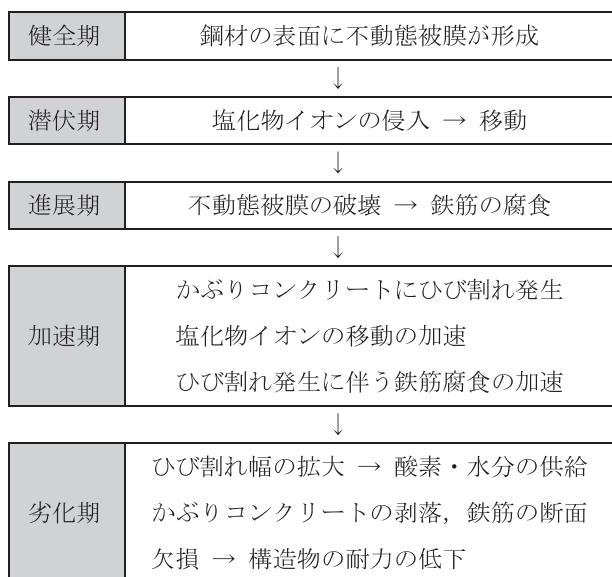 健全期 鋼材の表面に不動態被膜が形成
↓
潜伏期 塩化物イオンの侵入 → 移動
↓
進展期 不動態被膜の破壊 → 鉄筋の腐食
↓
かぶりコンクリートにひび割れ発生
加速期 塩化物イオンの移動の加速
ひび割れ発生に伴う鉄筋腐食の加速
↓
ひび割れ幅の拡大 → 酸素・水分の供給
劣化期 かぶりコンクリートの剥落，鉄筋の断面
欠損 → 構造物の耐力の低下